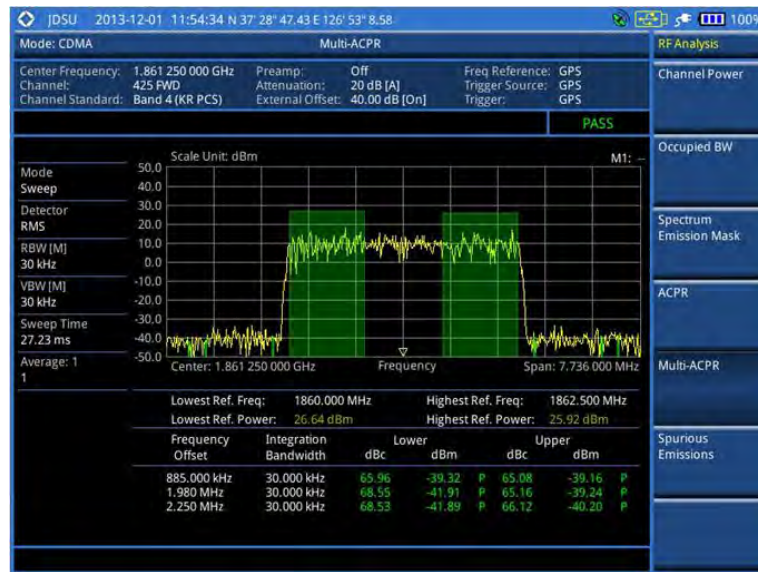 JDSU 2013-12-01 11:54:34 N 37' 28" 47.43 E 126' 53" 8.58 100%
Mode: CDMA Multi-ACPR RF Analysis
Center Frequency: 1.861 250 000 GHz Preamp: Off Freq Reference: GPS
Channel: 425 FWD Attenuation: 20 dB [A] Trigger Source: GPS
Channel Standard: Band 4 (KR PCS) External Offset: 40.00 dB [On] Trigger: GPS
Channel Power
PASS
Occupied BW
Scale Unit: dBm M1: --
Mode
Sweep
Detector
RMS
RBW [M]
30 kHz
VBW [M]
30 kHz
Sweep Time
27.23 ms
Average: 1
1
50.0
40.0
30.0
20.0
10.0
0.0
-10.0
-20.0
-30.0
-40.0
-50.0
Center: 1.861 250 000 GHz Frequency Span: 7.736 000 MHz
Spectrum
Emission Mask
ACPR
Multi-ACPR
Lowest Ref. Freq: 1860.000 MHz Highest Ref. Freq: 1862.500 MHz
Lowest Ref. Power: 26.64 dBm Highest Ref. Power: 25.92 dBm
Frequency Integration Lower Upper
Offset Bandwidth dBc dBm dBc dBm
885.000 kHz 30.000 kHz 65.96 -39.32 P 65.08 -39.16 P
1.980 MHz 30.000 kHz 68.55 -41.91 P 65.16 -39.24 P
2.250 MHz 30.000 kHz 68.53 -41.89 P 66.12 -40.20 P
Spurious
Emissions